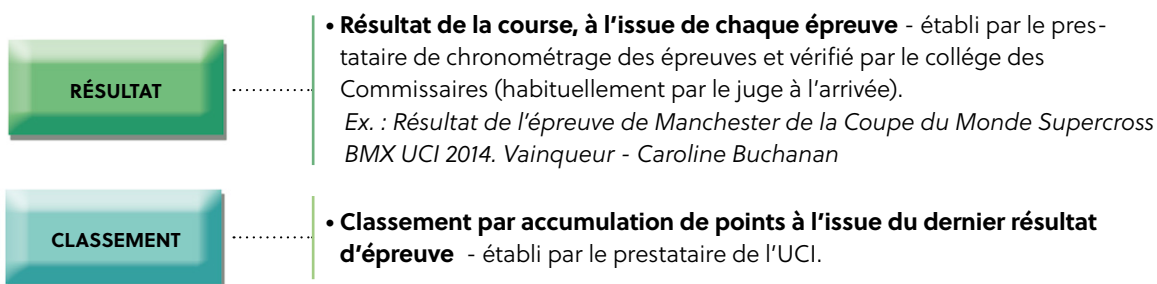 RÉSULTAT
• Résultat de la course, à l'issue de chaque épreuve - établi par le pres-
tataire de chronométrage des épreuves et vérifié par le collége des
Commissaires (habituellement par le juge à l'arrivée).
Ex. : Résultat de l'épreuve de Manchester de la Coupe du Monde Supercross
BMX UCI 2014. Vainqueur - Caroline Buchanan
CLASSEMENT
• Classement par accumulation de points à l'issue du dernier résultat
d'épreuve - établi par le prestataire de l'UCI.